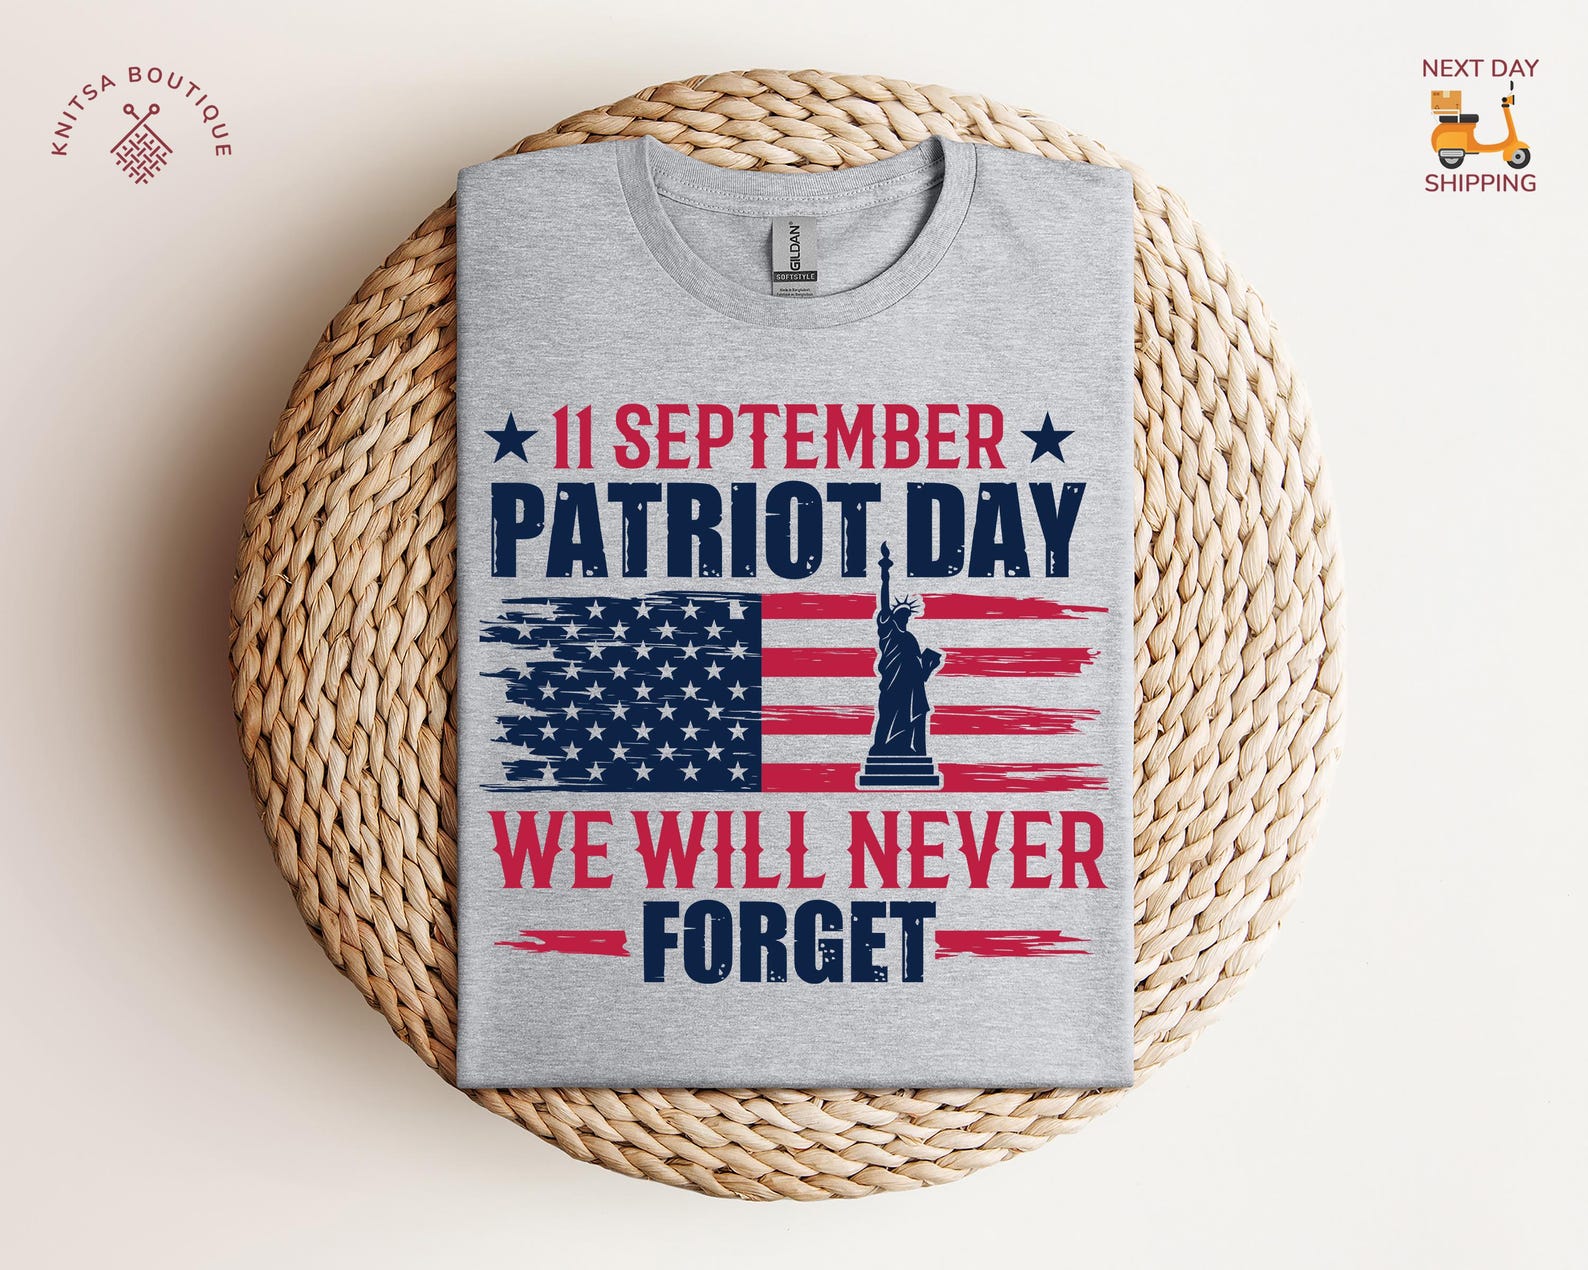 KNITSA BOUTIQUE
NEXT DAY
SHIPPING
GILDAN®
SOFTSTYLE
11 SEPTEMBER
PATRIOT DAY
WE WILL NEVER
FORGET